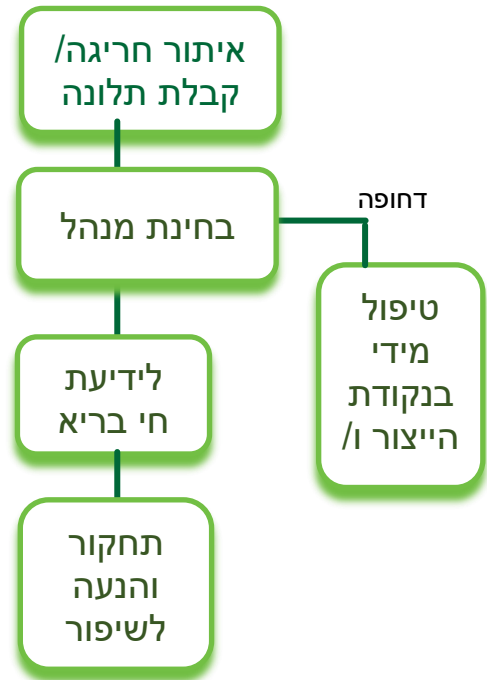 איתור חריגה/
קבלת תלונה
בחינת מנהל
דחופה
טיפול
מידי
בנקודת
הייצור ו/
לידיעת
חי בריא
תחקור
והנעה
לשיפור